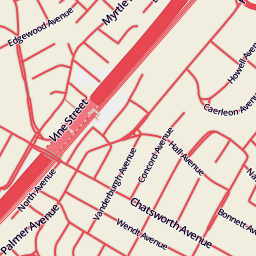 Edgewood Avenue
Myrtle
Howell Avenue
Caerleon Avenue
Vine Street
Hall Avenue
Concord Avenue
Vanderburgh Avenue
North Avenue
Palmer Avenue
Chatsworth Avenue
Wendt Avenue
Bonnett Aven
Na